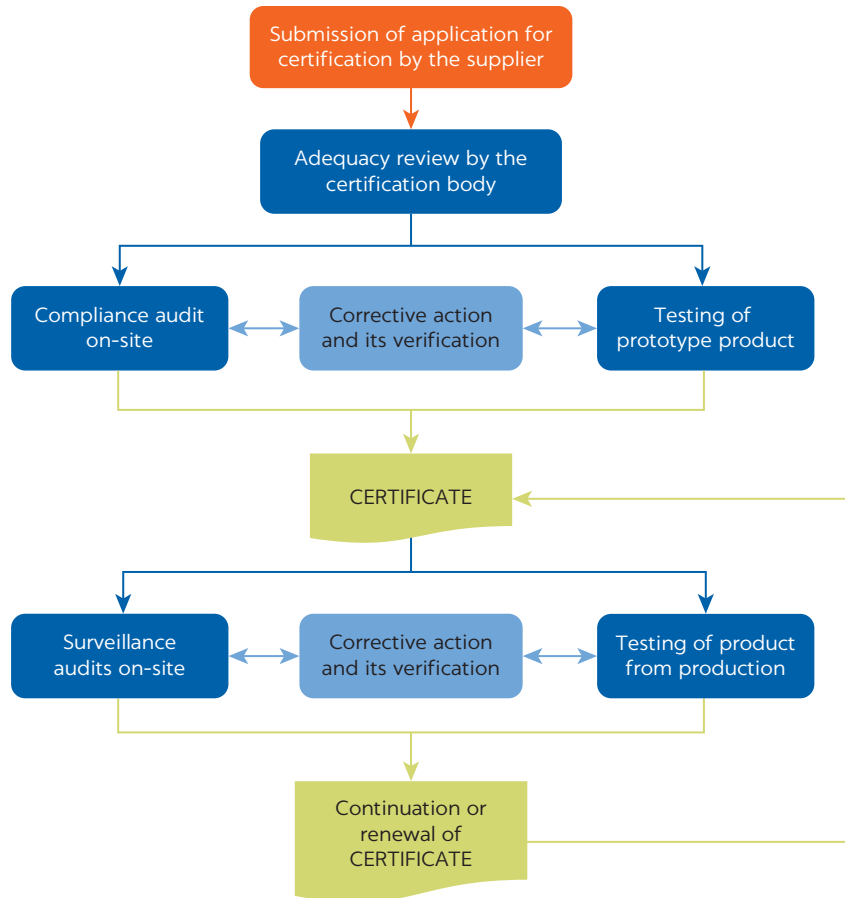 Submission of application for
certification by the supplier
Adequacy review by the
certification body
Compliance audit
on-site
Corrective action
and its verification
Testing of
prototype product
CERTIFICATE
Surveillance
audits on-site
Corrective action
and its verification
Testing of product
from production
Continuation or
renewal of
CERTIFICATE